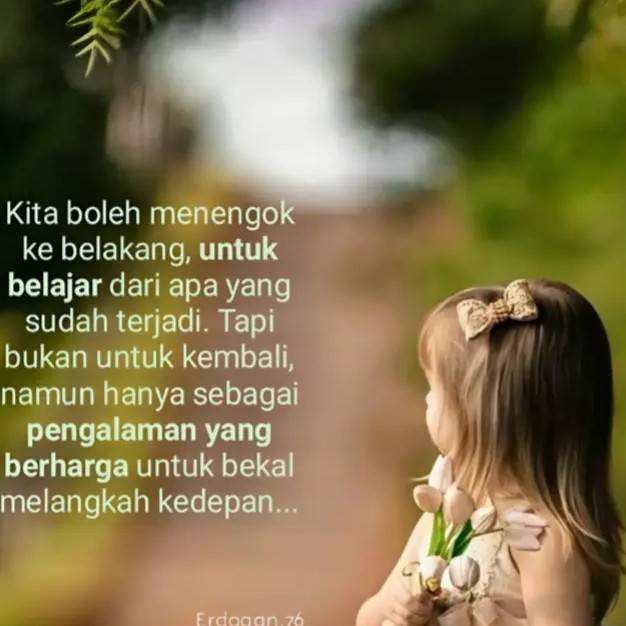 Kita boleh menengok
ke belakang, untuk
belajar dari apa yang
sudah terjadi. Tapi
bukan untuk kembali,
namun hanya sebagai
pengalaman yang
berharga untuk bekal
melangkah kedepan...
Erdogan.76